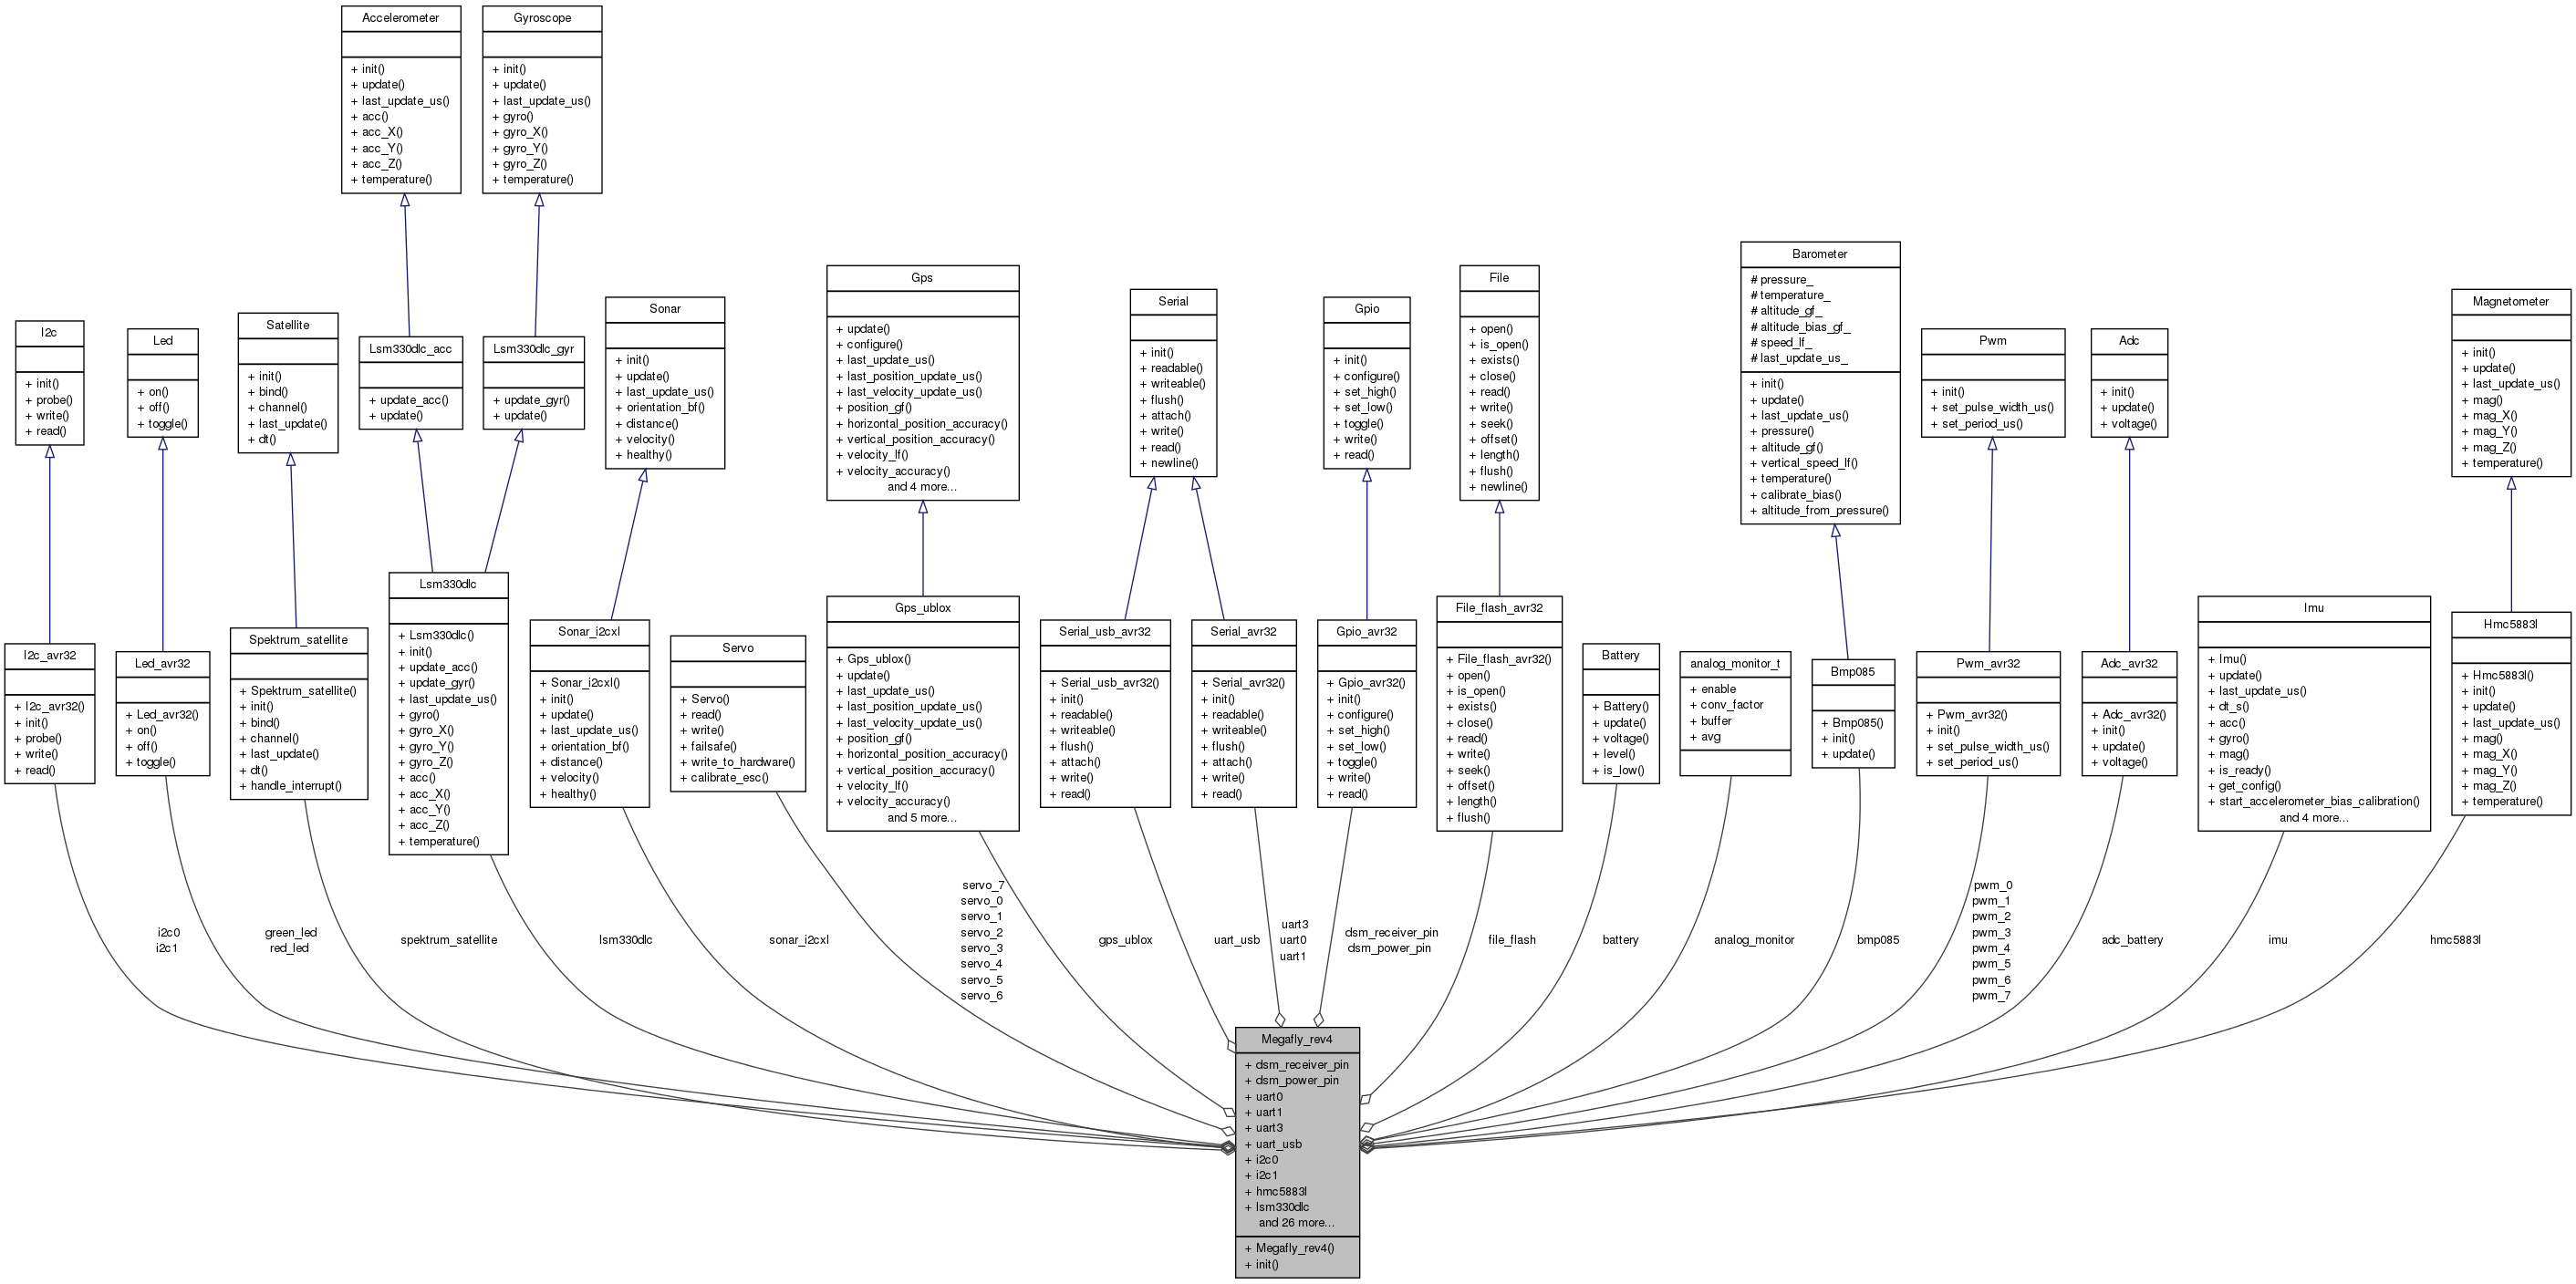 Accelerometer
+ init()
+ update()
+ last_update_us()
+ acc()
+ acc_X()
+ acc_Y()
+ acc_Z()
+ temperature()
Gyroscope
+ init()
+ update()
+ last_update_us()
+ gyro()
+ gyro_X()
+ gyro_Y()
+ gyro_Z()
+ temperature()
I2c
+ init()
+ probe()
+ write()
+ read()
Led
+ on()
+ off()
+ toggle()
Satellite
+ init()
+ bind()
+ channel()
+ last_update()
+ dt()
Lsm330dlc_acc
+ update_acc()
+ update()
Lsm330dlc_gyr
+ update_gyr()
+ update()
Sonar
+ init()
+ update()
+ last_update_us()
+ orientation_bf()
+ distance()
+ velocity()
+ healthy()
Gps
+ update()
+ configure()
+ last_update_us()
+ last_position_update_us()
+ last_velocity_update_us()
+ position_gf()
+ horizontal_position_accuracy()
+ vertical_position_accuracy()
+ velocity_lf()
+ velocity_accuracy()
and 4 more...
Serial
+ init()
+ readable()
+ writeable()
+ flush()
+ attach()
+ write()
+ read()
+ newline()
Gpio
+ init()
+ configure()
+ set_high()
+ set_low()
+ toggle()
+ write()
+ read()
File
+ open()
+ is_open()
+ exists()
+ close()
+ read()
+ write()
+ seek()
+ offset()
+ length()
+ flush()
+ newline()
Barometer
# pressure_
# temperature_
# altitude_gf_
# altitude_bias_gf_
# speed_lf_
# last_update_us_
+ init()
+ update()
+ last_update_us()
+ pressure()
+ altitude_gf()
+ vertical_speed_lf()
+ temperature()
+ calibrate_bias()
+ altitude_from_pressure()
Pwm
+ init()
+ set_pulse_width_us()
+ set_period_us()
Adc
+ init()
+ update()
+ voltage()
Magnetometer
+ init()
+ update()
+ last_update_us()
+ mag()
+ mag_X()
+ mag_Y()
+ mag_Z()
+ temperature()
I2c_avr32
+ I2c_avr32()
+ init()
+ probe()
+ write()
+ read()
Led_avr32
+ Led_avr32()
+ on()
+ off()
+ toggle()
Spektrum_satellite
+ Spektrum_satellite()
+ init()
+ bind()
+ channel()
+ last_update()
+ dt()
+ handle_interrupt()
Lsm330dlc
+ Lsm330dlc()
+ init()
+ update_acc()
+ update_gyr()
+ last_update_us()
+ gyro()
+ gyro_X()
+ gyro_Y()
+ gyro_Z()
+ acc()
+ acc_X()
+ acc_Y()
+ acc_Z()
+ temperature()
Sonar_i2cxl
+ Sonar_i2cxl()
+ init()
+ update()
+ last_update_us()
+ orientation_bf()
+ distance()
+ velocity()
+ healthy()
Servo
+ Servo()
+ read()
+ write()
+ failsafe()
+ write_to_hardware()
+ calibrate_esc()
Gps_ublox
+ Gps_ublox()
+ update()
+ last_update_us()
+ last_position_update_us()
+ last_velocity_update_us()
+ position_gf()
+ horizontal_position_accuracy()
+ vertical_position_accuracy()
+ velocity_lf()
+ velocity_accuracy()
and 5 more...
Serial_usb_avr32
+ Serial_usb_avr32()
+ init()
+ readable()
+ writeable()
+ flush()
+ attach()
+ write()
+ read()
Serial_avr32
+ Serial_avr32()
+ init()
+ readable()
+ writeable()
+ flush()
+ attach()
+ write()
+ read()
Gpio_avr32
+ Gpio_avr32()
+ init()
+ configure()
+ set_high()
+ set_low()
+ toggle()
+ write()
+ read()
File_flash_avr32
+ File_flash_avr32()
+ open()
+ is_open()
+ exists()
+ close()
+ read()
+ write()
+ seek()
+ offset()
+ length()
+ flush()
Battery
+ Battery()
+ update()
+ voltage()
+ level()
+ is_low()
analog_monitor_t
+ enable
+ conv_factor
+ buffer
+ avg
Bmp085
+ Bmp085()
+ init()
+ update()
Pwm_avr32
+ Pwm_avr32()
+ init()
+ set_pulse_width_us()
+ set_period_us()
Adc_avr32
+ Adc_avr32()
+ init()
+ update()
+ voltage()
Imu
+ Imu()
+ update()
+ last_update_us()
+ dt_s()
+ acc()
+ gyro()
+ mag()
+ is_ready()
+ get_config()
+ start_accelerometer_bias_calibration()
and 4 more...
Hmc5883l
+ Hmc5883l()
+ init()
+ update()
+ last_update_us()
+ mag()
+ mag_X()
+ mag_Y()
+ mag_Z()
+ temperature()
i2c0
i2c1
green_led
red_led
spektrum_satellite
lsm330dlc
sonar_i2cxl
servo_7
servo_0
servo_1
servo_2
servo_3
servo_4
servo_5
servo_6
gps_ublox
uart_usb
uart3
uart0
uart1
dsm_receiver_pin
dsm_power_pin
file_flash
battery
analog_monitor
bmp085
pwm_0
pwm_1
pwm_2
pwm_3
pwm_4
pwm_5
pwm_6
pwm_7
adc_battery
imu
hmc5883l
Megafly_rev4
+ dsm_receiver_pin
+ dsm_power_pin
+ uart0
+ uart1
+ uart3
+ uart_usb
+ i2c0
+ i2c1
+ hmc5883l
+ lsm330dlc
and 26 more...
+ Megafly_rev4()
+ init()